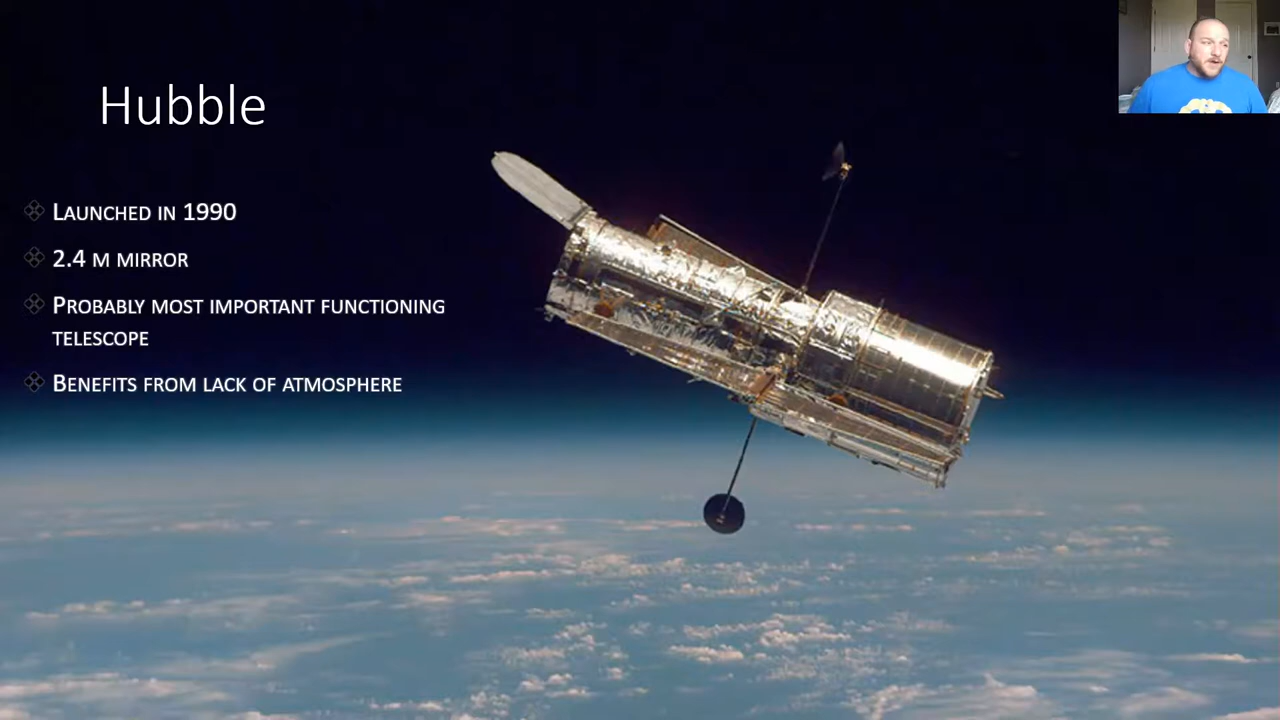 Hubble
Launched in 1990
2.4 m mirror
Probably most important functioning
telescope
Benefits from lack of atmosphere